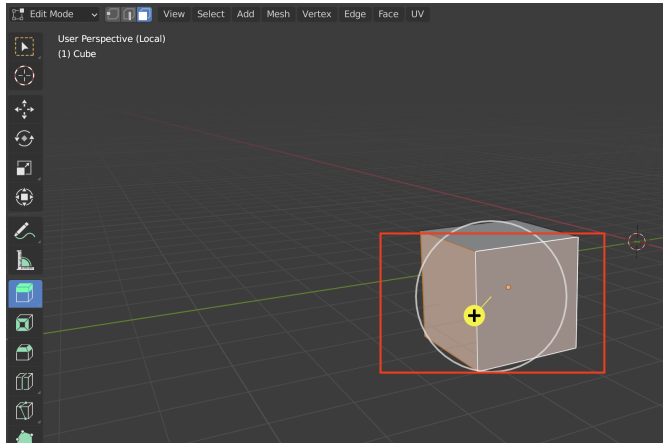 Edit Mode View Select Add Mesh Vertex Edge Face UV
User Perspective (Local)
(1) Cube